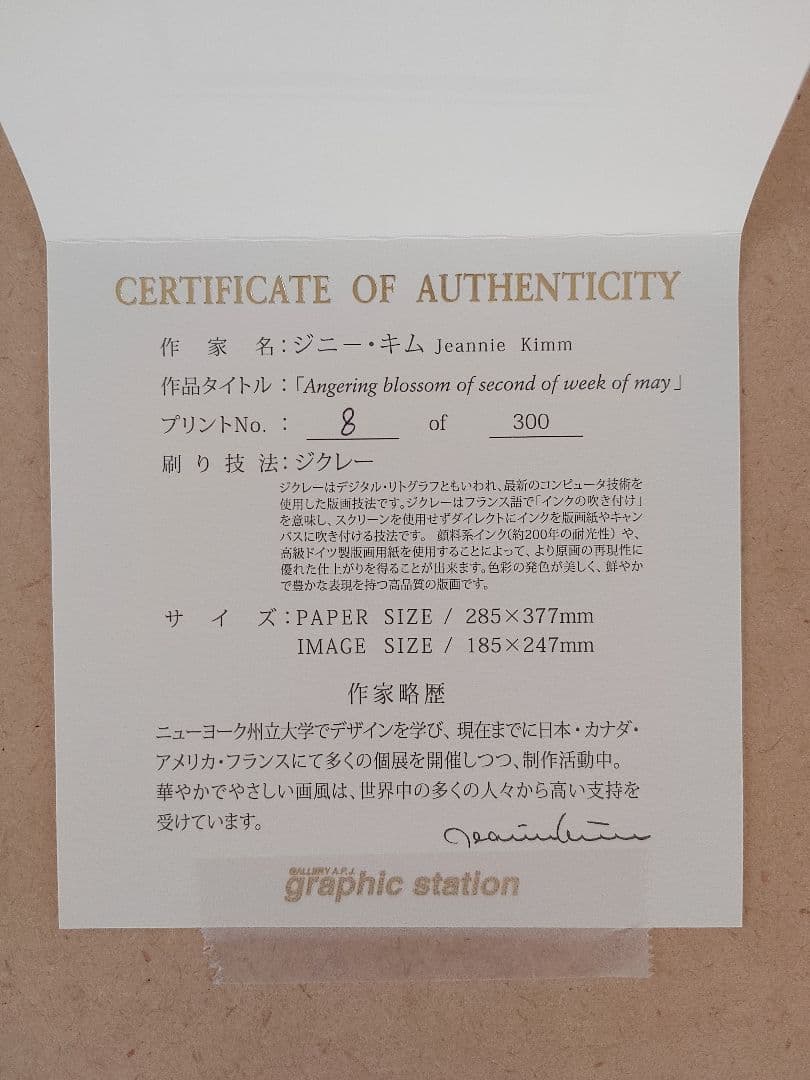 CERTIFICATE OF AUTHENTICITY
作家名：ジニー・キム Jeannie Kimm
作品タイトル：「Angering blossom of second of week of may」
プリントNo.： 8 of 300
刷り技法：ジクレー
ジクレーはデジタル・リトグラフともいわれ、最新のコンピュータ技術を
使用した版画技法です。ジクレーはフランス語で「インクの吹き付け」
を意味し、スクリーンを使用せずダイレクトにインクを版画紙やキャン
バスに吹き付ける技法です。 顔料系インク（約200年の耐光性）や、
高級ドイツ製版画用紙を使用することによって、より原画の再現性に
優れた仕上がりを得ることが出来ます。色彩の発色が美しく、鮮やか
で豊かな表現を持つ高品質の版画です。
サイズ：PAPER SIZE / 285×377mm
IMAGE SIZE / 185×247mm
作家略歴
ニューヨーク州立大学でデザインを学び、現在までに日本・カナダ・
アメリカ・フランスにて多くの個展を開催しつつ、制作活動中。
華やかでやさしい画風は、世界中の多くの人々から高い支持を
受けています。
GALLERY A.P.J.
graphic station